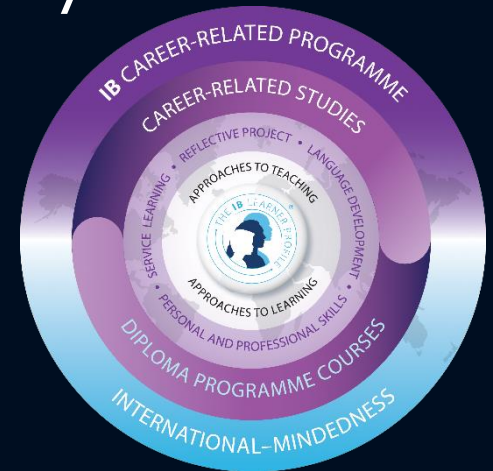 IB CAREER-RELATED PROGRAMME
CAREER-RELATED STUDIES
SERVICE LEARNING • REFLECTIVE PROJECT • LANGUAGE DEVELOPMENT
• PERSONAL AND PROFESSIONAL SKILLS •
APPROACHES TO TEACHING
THE IB LEARNER PROFILE
®
APPROACHES TO LEARNING
DIPLOMA PROGRAMME COURSES
INTERNATIONAL–MINDEDNESS